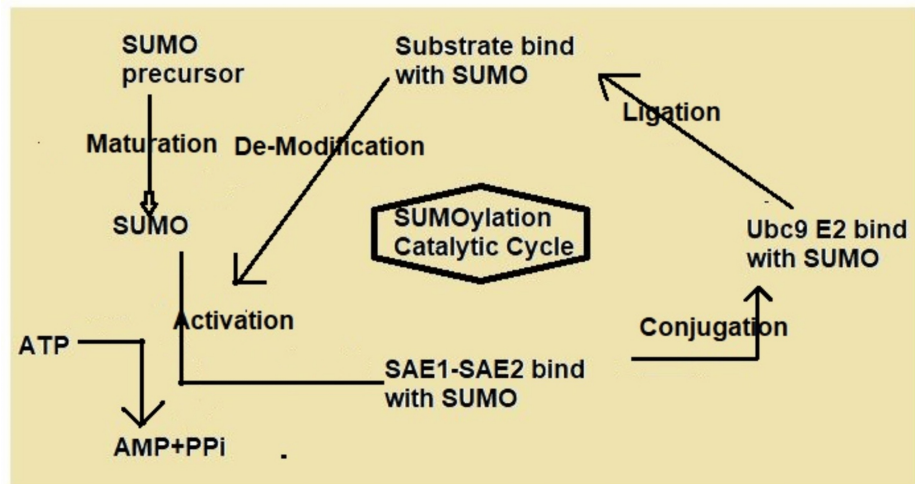 SUMO
precursor
Substrate bind
with SUMO
Ligation
Maturation
De-Modification
SUMO
SUMOylation
Catalytic Cycle
Ubc9 E2 bind
with SUMO
Activation
Conjugation
ATP
SAE1-SAE2 bind
with SUMO
AMP+PPi